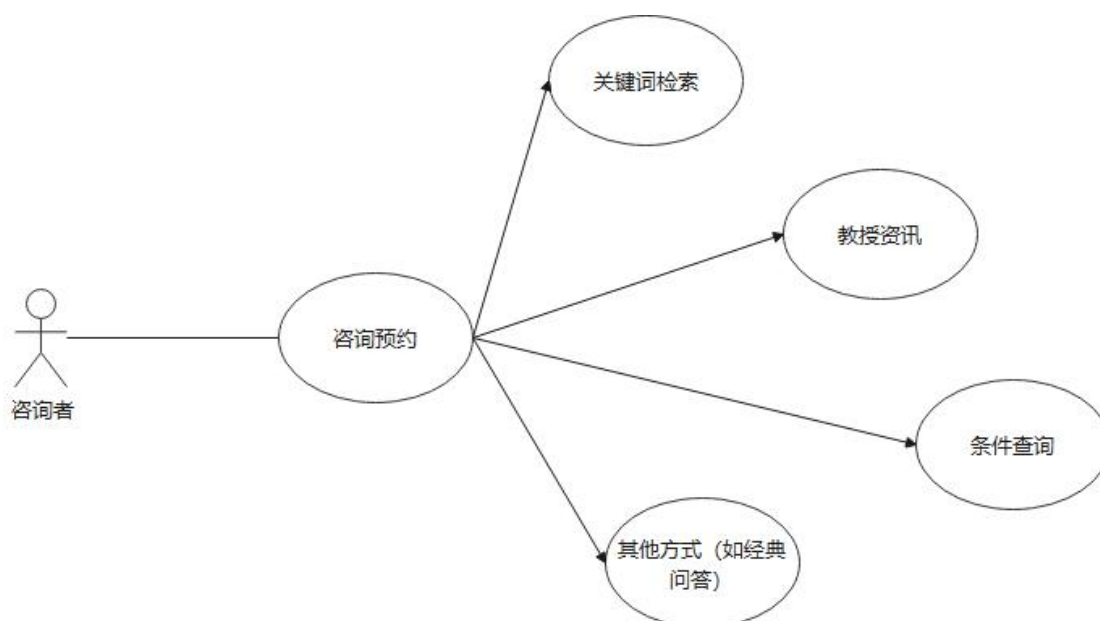 关键词检索
教授资讯
咨询预约
咨询者
条件查询
其他方式（如经典
问答）